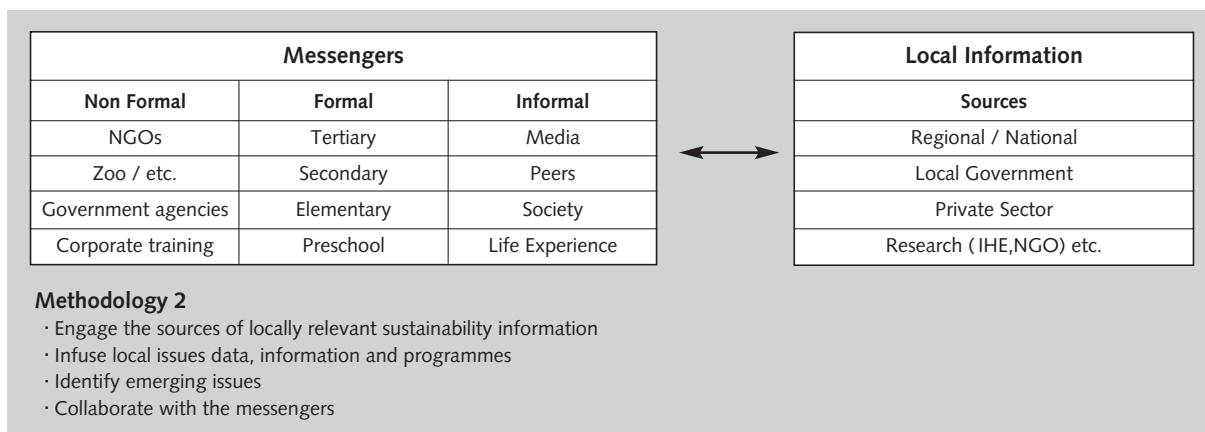 Messengers
Non Formal Formal Informal
NGOs Tertiary Media
Zoo / etc. Secondary Peers
Government agencies Elementary Society
Corporate training Preschool Life Experience
Local Information
Sources
Regional / National
Local Government
Private Sector
Research (IHE,NGO) etc.
Methodology 2
· Engage the sources of locally relevant sustainability information
· Infuse local issues data, information and programmes
· Identify emerging issues
· Collaborate with the messengers